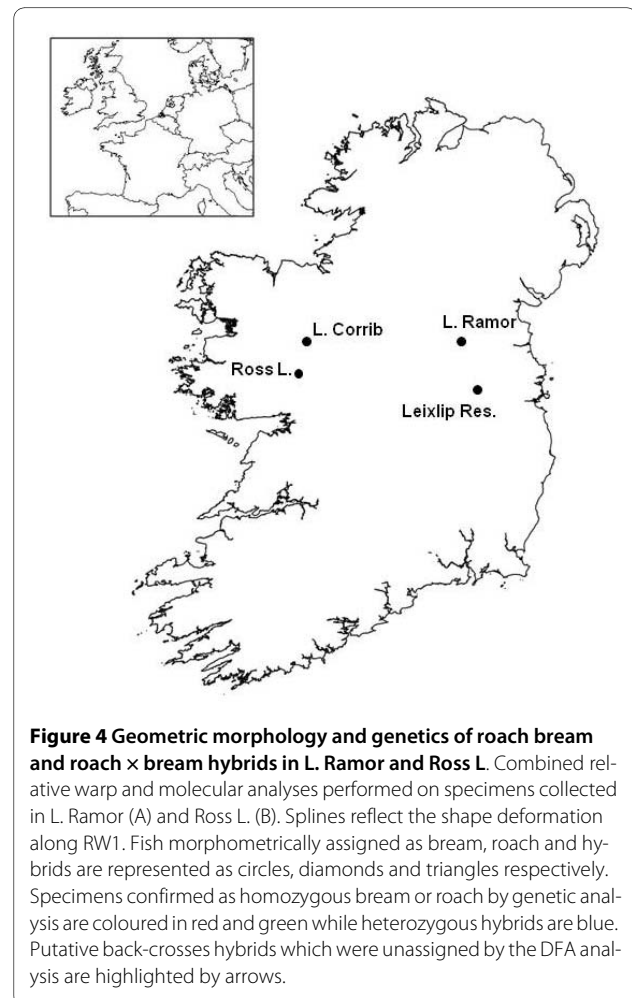 L. Corrib
L. Ramor
Ross L.
Leixlip Res.
Figure 4 Geometric morphology and genetics of roach bream
and roach × bream hybrids in L. Ramor and Ross L. Combined rel-
ative warp and molecular analyses performed on specimens collected
in L. Ramor (A) and Ross L. (B). Splines reflect the shape deformation
along RW1. Fish morphometrically assigned as bream, roach and hy-
brids are represented as circles, diamonds and triangles respectively.
Specimens confirmed as homozygous bream or roach by genetic anal-
ysis are coloured in red and green while heterozygous hybrids are blue.
Putative back-crosses hybrids which were unassigned by the DFA anal-
ysis are highlighted by arrows.